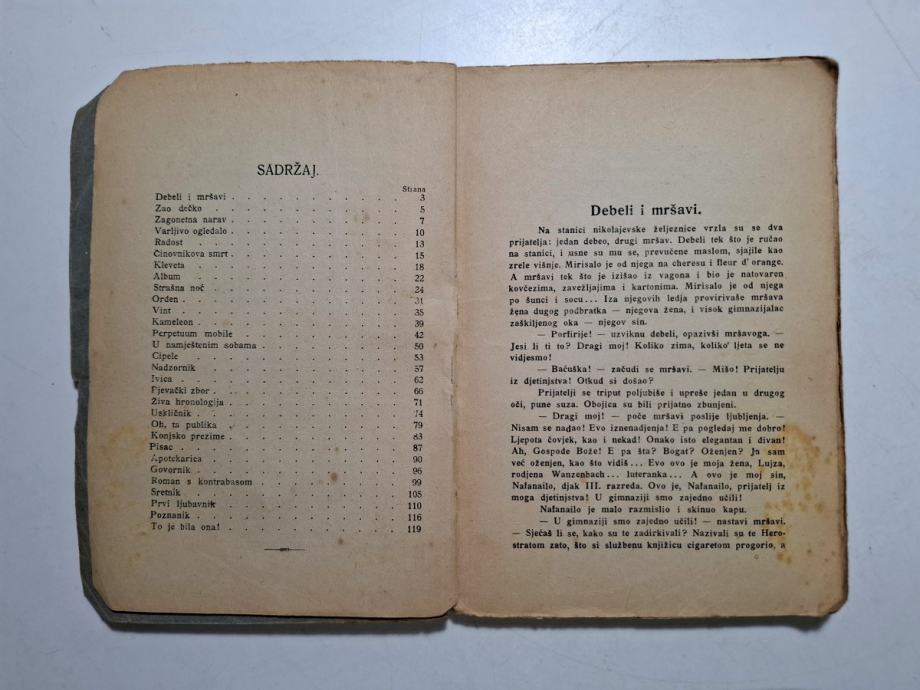 SADRŽAJ.
Strana
Debeli i mršavi . . . . . . . . . . . 3
Zao dečko . . . . . . . . . . . 5
Zagonetna narav . . . . . . . . . . . 7
Varljivo ogledalo . . . . . . . . . . . 10
Radost . . . . . . . . . . . 13
Činovnikova smrt . . . . . . . . . . . 15
Kleveta . . . . . . . . . . . 18
Album . . . . . . . . . . . 22
Strašna noć . . . . . . . . . . . 24
Orden . . . . . . . . . . . 31
Vint . . . . . . . . . . . 35
Kameleon . . . . . . . . . . . 39
Perpetuum mobile . . . . . . . . . . . 42
U namještenim sobama . . . . . . . . . . . 50
Cipele . . . . . . . . . . . 53
Nadzornik . . . . . . . . . . . 57
Ivica . . . . . . . . . . . 62
Pjevački zbor . . . . . . . . . . . 66
Živa hronologija . . . . . . . . . . . 71
Uskličnik . . . . . . . . . . . 74
Oh, ta publika . . . . . . . . . . . 79
Konjsko prezime . . . . . . . . . . . 83
Pisac . . . . . . . . . . . 87
Apotekarica . . . . . . . . . . . 90
Govornik . . . . . . . . . . . 96
Roman s kontrabasom . . . . . . . . . . . 99
Sretnik . . . . . . . . . . . 105
Prvi ljubavnik . . . . . . . . . . . 110
Poznanik . . . . . . . . . . . 116
To je bila ona! . . . . . . . . . . . 119
Debeli i mršavi.
Na stanici nikolajevske željeznice vrzla su se dva
prijatelja: jedan debeo, drugi mršav. Debeli tek što je ručao
na stanici, i usne su mu se, prevučene maslom, sjajile kao
zrele višnje. Mirisalo je od njega na cheresu i fleur d' orange.
A mršavi tek što je izišao iz vagona i bio je natovaren
kovčezima, zavežljajima i kartonima. Mirisalo je od njega
po šunci i socu... Iza njegovih ledja provirivaše mršava
žena dugog podbratka — njegova žena, i visok gimnazijalac
zaškiljenog oka — njegov sin.
— Porfirije! — uzviknu debeli, opazivši mršavoga. —
Jesi li ti to? Dragi moj! Koliko zima, koliko' ljeta se ne
vidjesmo!
— Baćuška! — začudi se mršavi. — Mišo! Prijatelju
iz djetinjstva! Otkud si došao?
Prijatelji se triput poljubiše i upreše jedan u drugog
oči, pune suza. Obojica su bili prijatno zbunjeni.
— Dragi moj! — poče mršavi poslije ljubljenja. —
Nisam se nadao! Evo iznenadjenja! E pa pogledaj me dobro!
Ljepota čovjek, kao i nekad! Onako isto elegantan i divan!
Ah, Gospode Bože! E pa šta? Bogat? Oženjen? Ja sam
već oženjen, kao što vidiš... Evo ovo je moja žena, Lujza,
rodjena Wanzenbach... luteranka... A ovo je moj sin,
Nafanailo, djak III. razreda. Ovo je, Nafanailo, prijatelj iz
moga djetinjstva! U gimnaziji smo zajedno učili!
Nafanailo je malo razmislio i skinuo kapu.
— U gimnaziji smo zajedno učili! — nastavi mršavi.
— Sjećaš li se, kako su te zadirkivali? Nazivali su te Hero-
stratom zato, što si službenu knjižicu cigaretom progorio, a